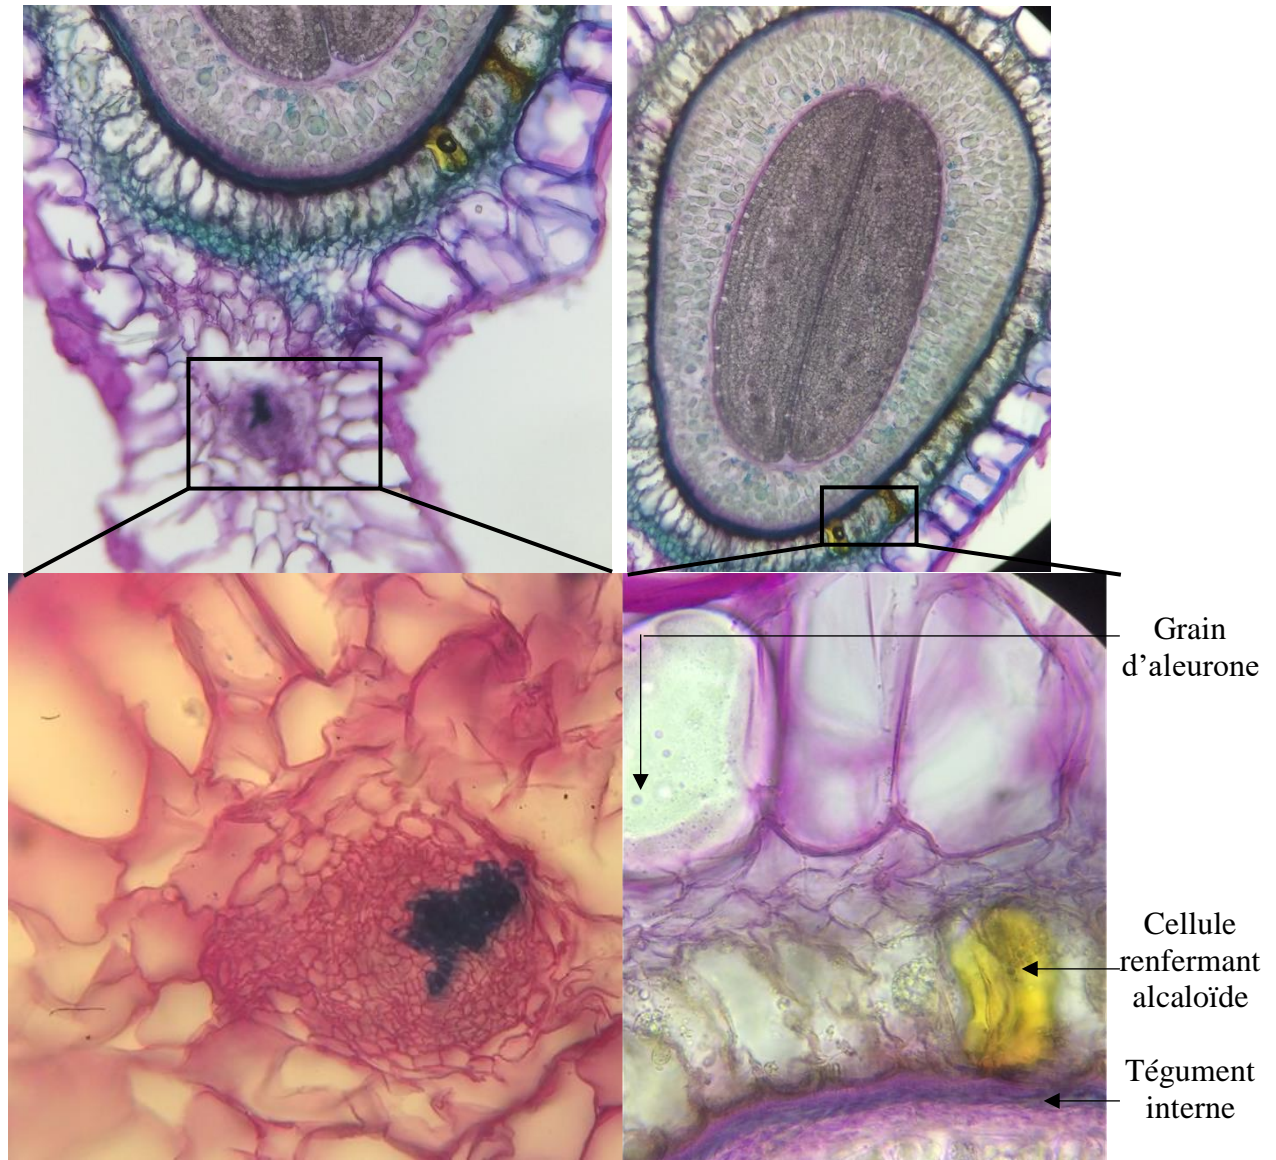 Grain
d’aleurone
Cellule
renfermant
alcaloïde
Tégument
interne